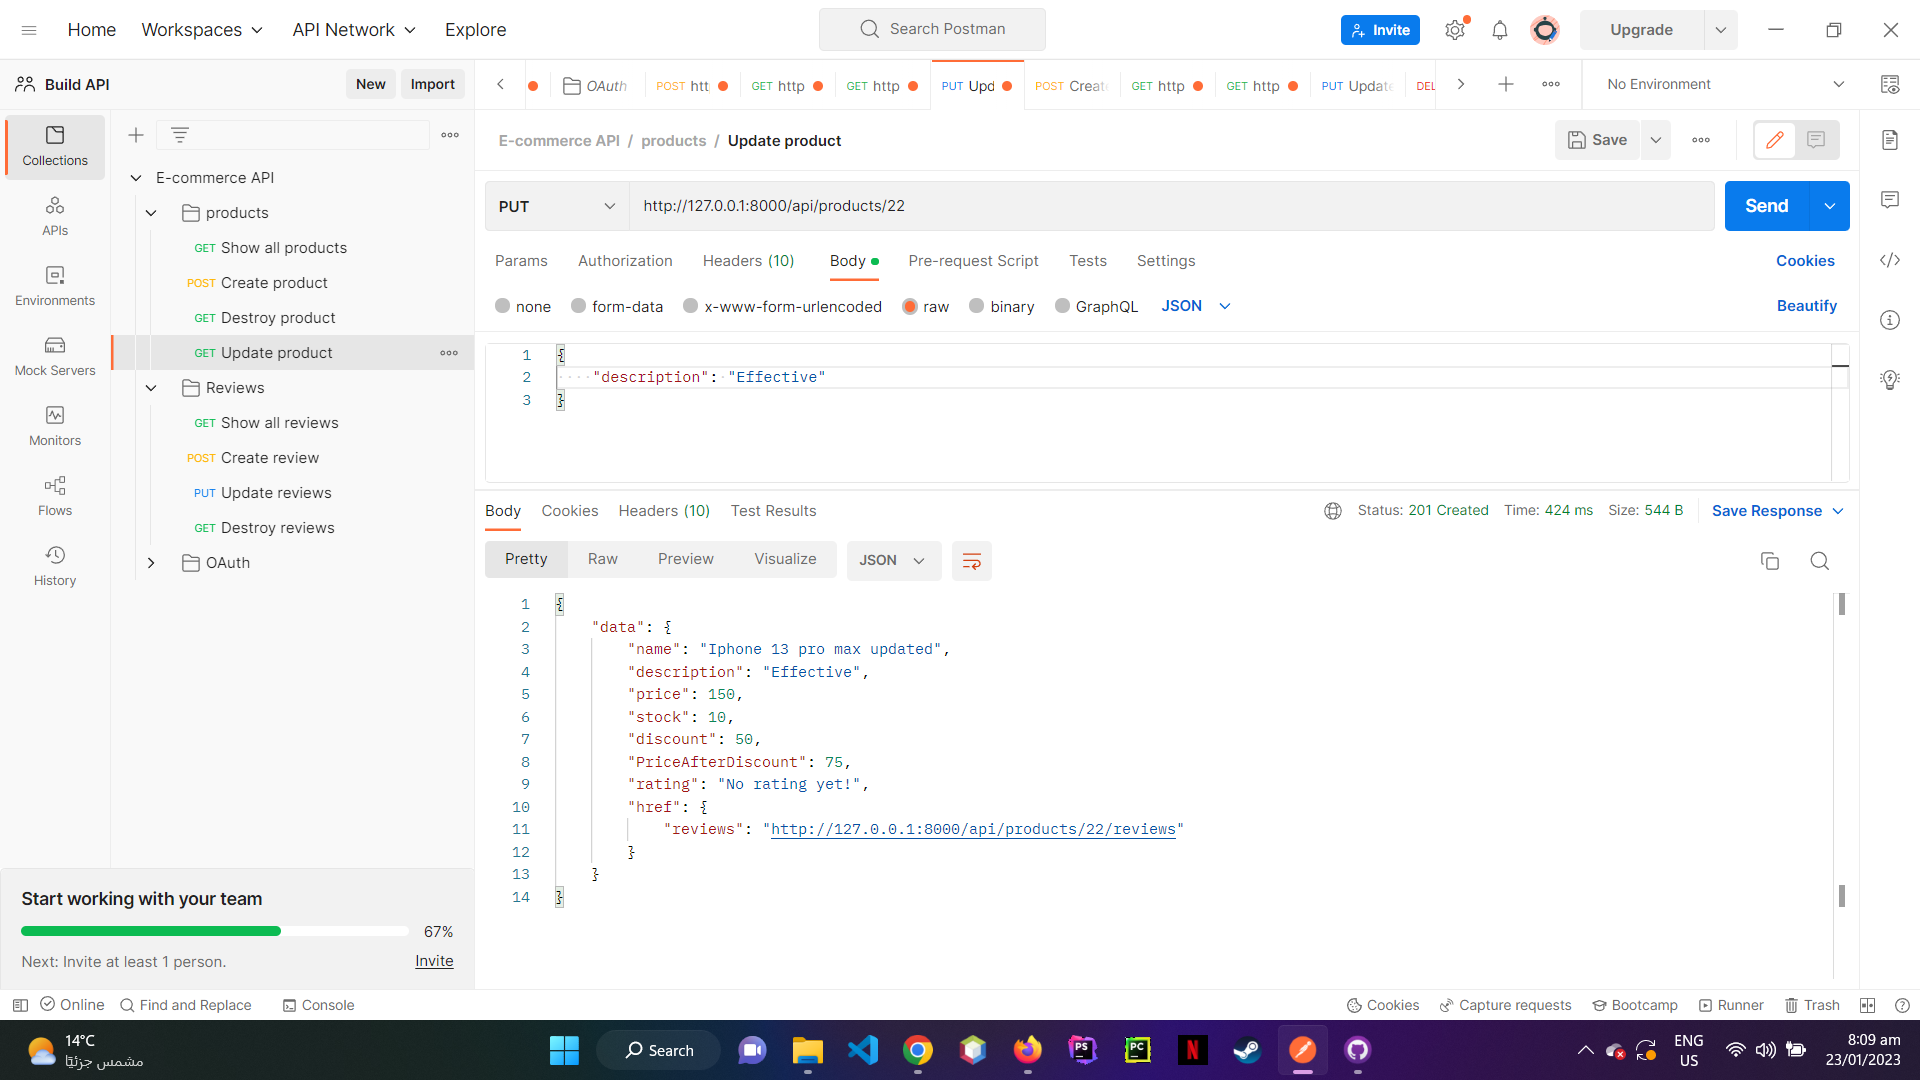 Home
Workspaces
API Network
Explore
Search Postman
Invite
Upgrade
Build API
New
Import
OAuth
POST htt
GET http
GET http
PUT Upd
POST Create
GET http
GET http
PUT Update
DEL
No Environment
Collections
APIs
Environments
Mock Servers
Monitors
Flows
History
E-commerce API
products
GET Show all products
POST Create product
GET Destroy product
GET Update product
Reviews
GET Show all reviews
POST Create review
PUT Update reviews
GET Destroy reviews
OAuth
Start working with your team
67%
Next: Invite at least 1 person.
Invite
E-commerce API / products / Update product
Save
PUT
http://127.0.0.1:8000/api/products/22
Send
Params
Authorization
Headers (10)
Body
Pre-request Script
Tests
Settings
Cookies
none
form-data
x-www-form-urlencoded
raw
binary
GraphQL
JSON
Beautify
1 {
2 "description": "Effective"
3 }
Body
Cookies
Headers (10)
Test Results
Status: 201 Created
Time: 424 ms
Size: 544 B
Save Response
Pretty
Raw
Preview
Visualize
JSON
1 {
2 "data": {
3 "name": "Iphone 13 pro max updated",
4 "description": "Effective",
5 "price": 150,
6 "stock": 10,
7 "discount": 50,
8 "PriceAfterDiscount": 75,
9 "rating": "No rating yet!",
10 "href": {
11 "reviews": "http://127.0.0.1:8000/api/products/22/reviews"
12 }
13 }
14 }
Online
Find and Replace
Console
Cookies
Capture requests
Bootcamp
Runner
Trash
14°C
مشمس جزئيًا
Search
PS
PC
N
ENG
US
8:09 am
23/01/2023